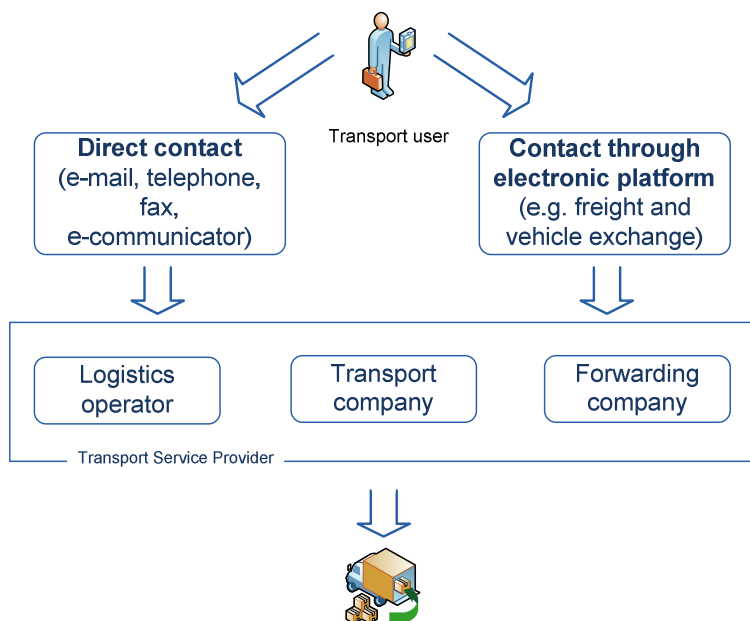 Transport user
Direct contact
(e-mail, telephone,
fax,
e-communicator)
Contact through
electronic platform
(e.g. freight and
vehicle exchange)
Logistics
operator
Transport
company
Forwarding
company
Transport Service Provider